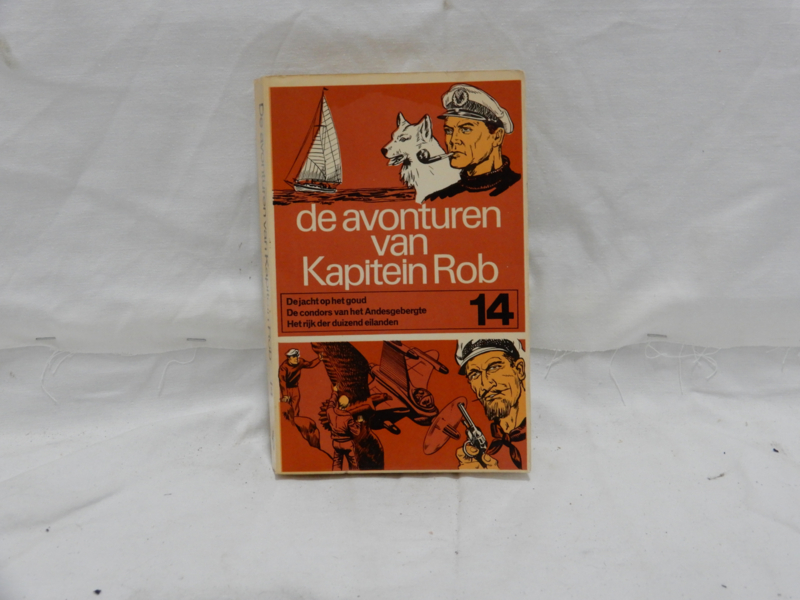 de avonturen
van
Kapitein Rob
De jacht op het goud
De condors van het Andesgebergte
Het rijk der duizend eilanden
14